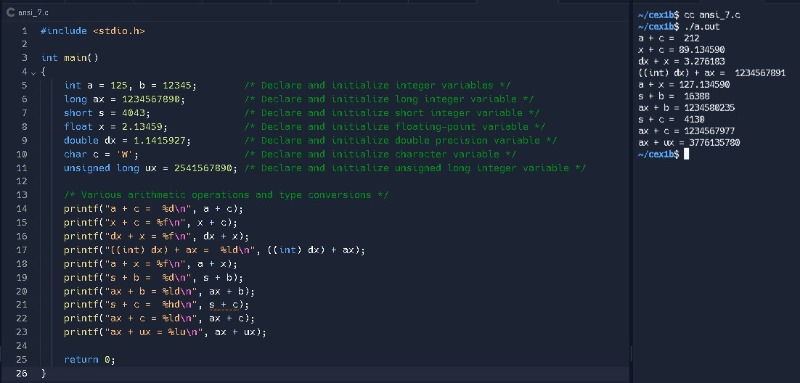 ansi_7.c
1 #include <stdio.h>
2
3 int main()
4 {
5 int a = 125, b = 12345; /* Declare and initialize integer variables */
6 long ax = 1234567890; /* Declare and initialize long integer variable */
7 short s = 4043; /* Declare and initialize short integer variable */
8 float x = 2.13459; /* Declare and initialize floating-point variable */
9 double dx = 1.1415927; /* Declare and initialize double precision variable */
10 char c = 'W'; /* Declare and initialize character variable */
11 unsigned long ux = 2541567890; /* Declare and initialize unsigned long integer variable */
12
13 /* Various arithmetic operations and type conversions */
14 printf("a + c =  %d\n", a + c);
15 printf("x + c = %f\n", x + c);
16 printf("dx + x = %f\n", dx + x);
17 printf("((int) dx) + ax =  %ld\n", ((int) dx) + ax);
18 printf("a + x = %f\n", a + x);
19 printf("s + b =  %d\n", s + b);
20 printf("ax + b = %ld\n", ax + b);
21 printf("s + c =  %hd\n", s + c);
22 printf("ax + c = %ld\n", ax + c);
23 printf("ax + ux = %lu\n", ax + ux);
24
25 return 0;
26 }
~/cexib$ cc ansi_7.c
~/cexib$ ./a.out
a + c =  212
x + c = 89.134590
dx + x = 3.276183
((int) dx) + ax =  1234567891
a + x = 127.134590
s + b =  16388
ax + b = 1234580235
s + c =  4130
ax + c = 1234567977
ax + ux = 3776135780
~/cexib$